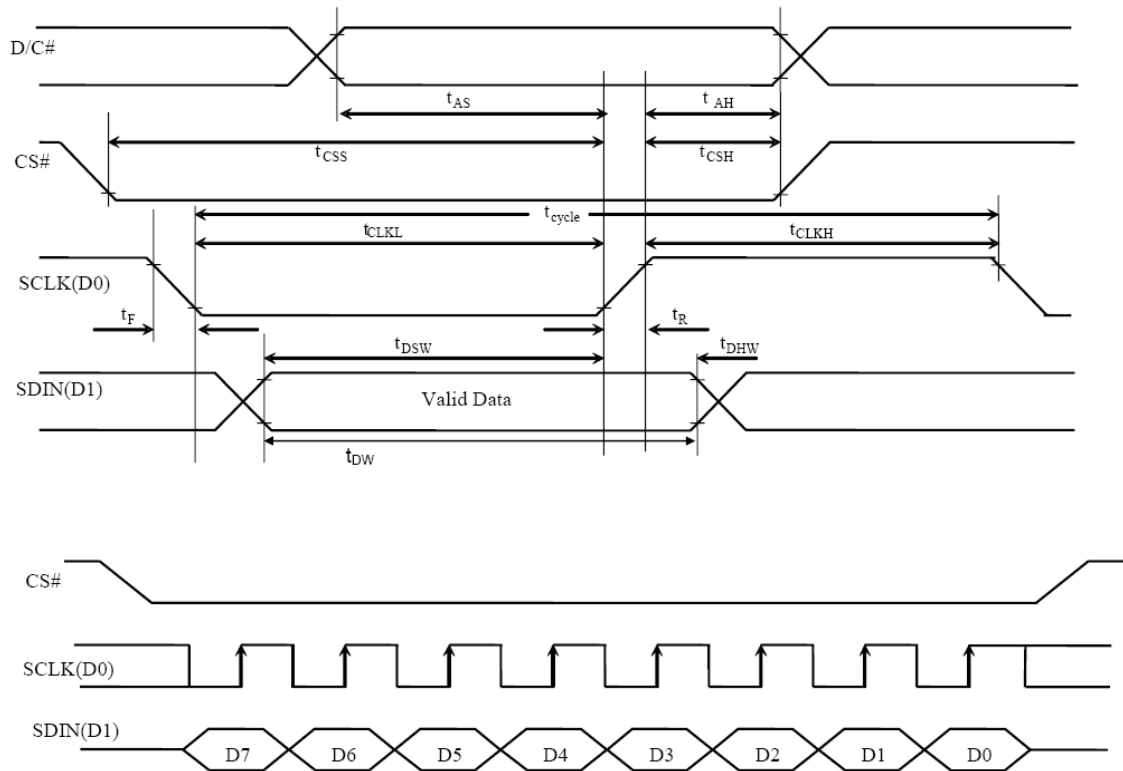 D/C#
tAS
t AH
tCSS
tCSH
CS#
tcycle
tCLKL
tCLKH
SCLK(D0)
tF
tR
tDSW
tDHW
SDIN(D1)
Valid Data
tDW
CS#
SCLK(D0)
SDIN(D1)
D7 D6 D5 D4 D3 D2 D1 D0